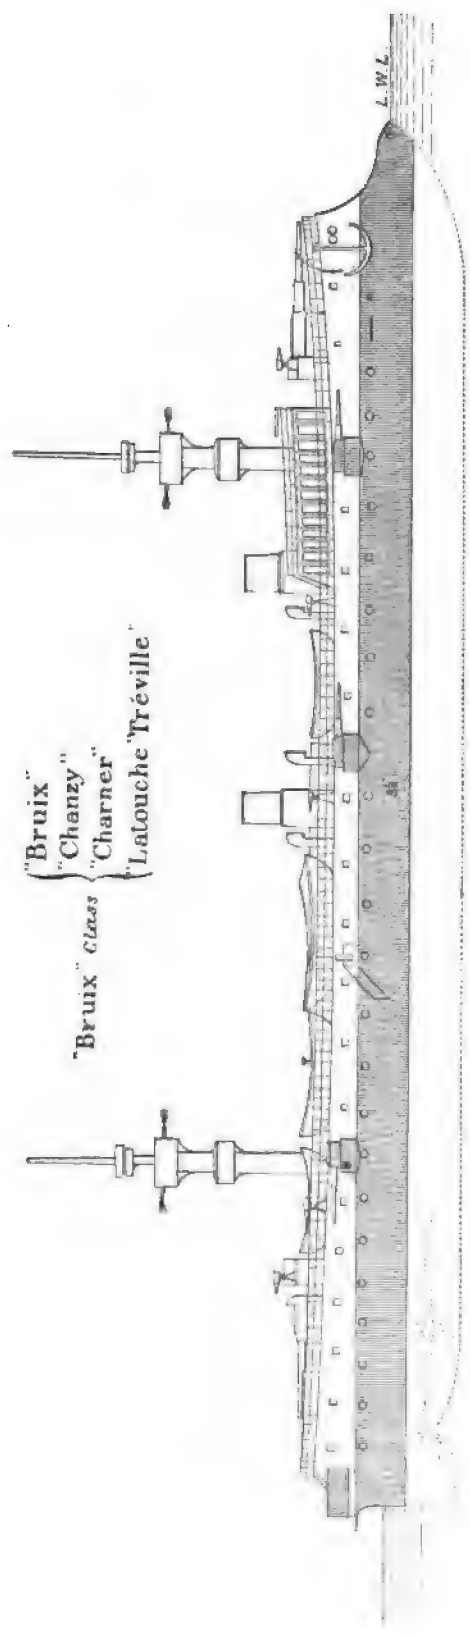 "Bruix" Class
"Bruix"
"Chanzy"
"Charner"
"Latouche "Tréville"
L.W.L.